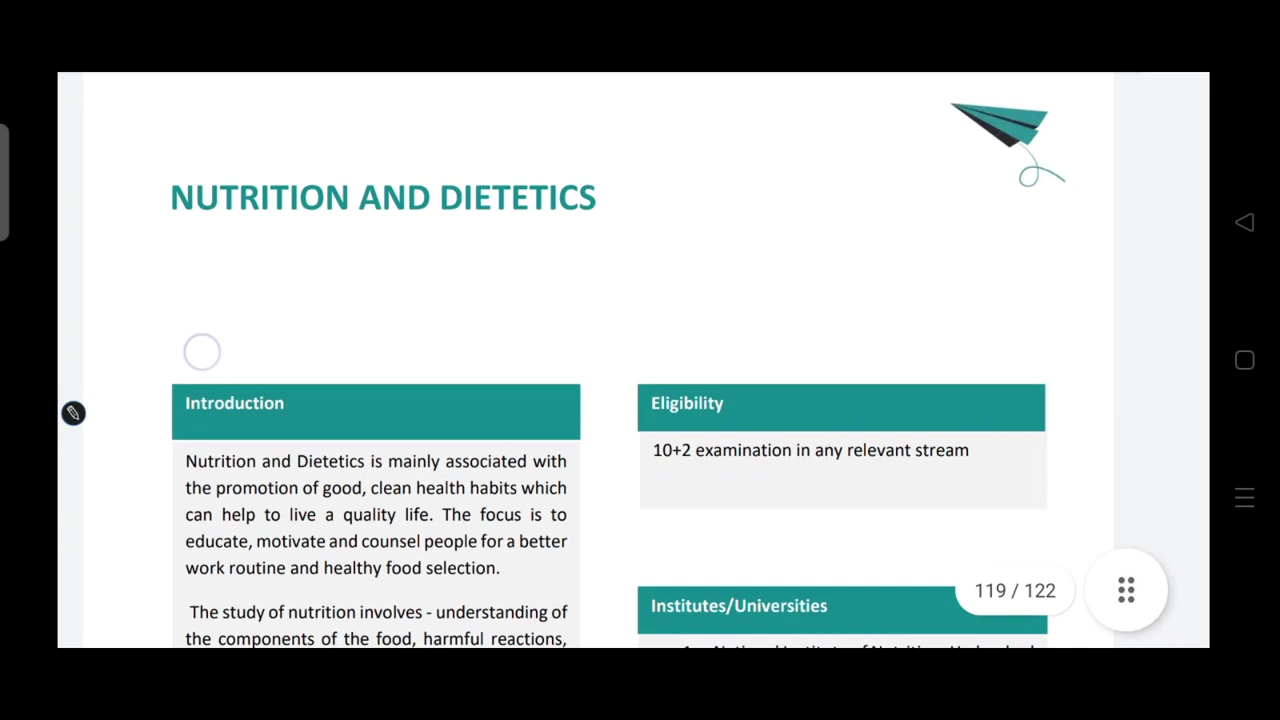 NUTRITION AND DIETETICS
Introduction
Nutrition and Dietetics is mainly associated with
the promotion of good, clean health habits which
can help to live a quality life. The focus is to
educate, motivate and counsel people for a better
work routine and healthy food selection.
The study of nutrition involves - understanding of
the components of the food, harmful reactions,
Eligibility
10+2 examination in any relevant stream
Institutes/Universities
119 / 122